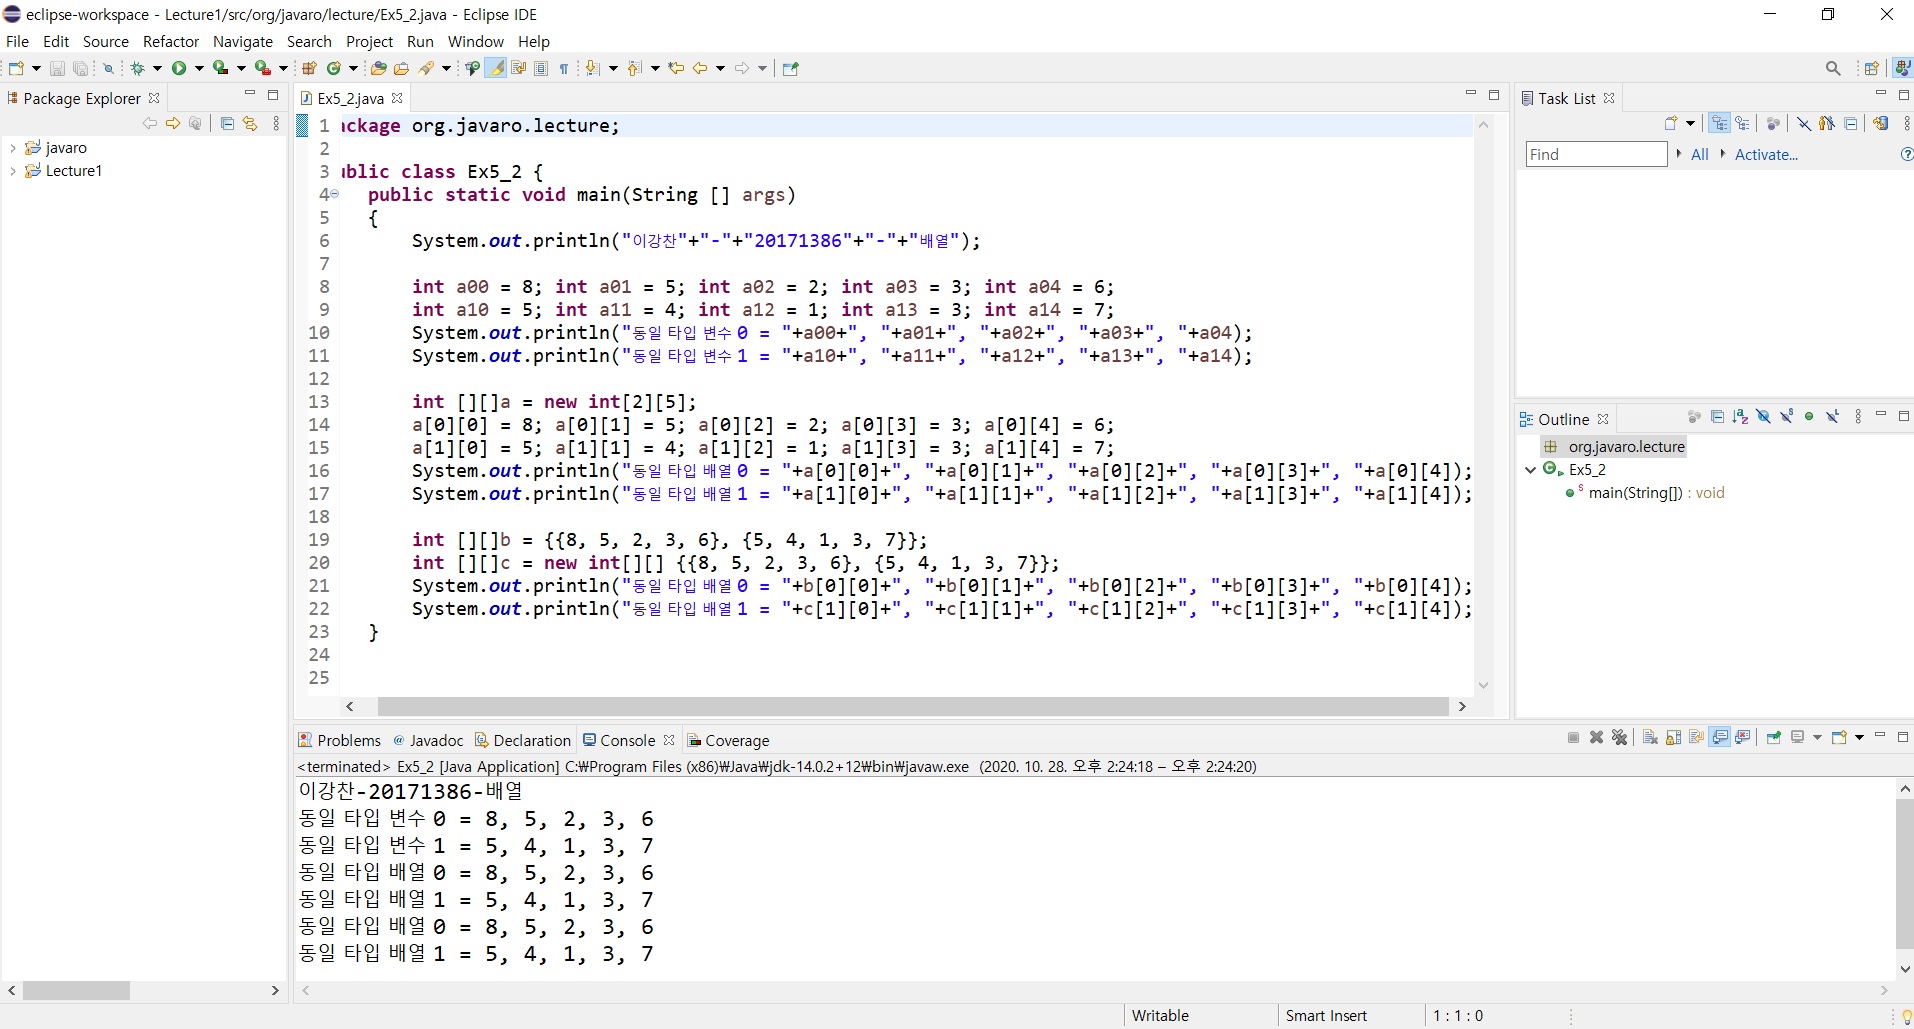 eclipse-workspace - Lecture1/src/org/javaro/lecture/Ex5_2.java - Eclipse IDE
File Edit Source Refactor Navigate Search Project Run Window Help
Package Explorer
javaro
Lecture1
Ex5_2.java
1 ackage org.javaro.lecture;
2
3 ublic class Ex5_2 {
4 public static void main(String [] args)
5 {
6 System.out.println("이강찬"+"-"+"20171386"+"-"+"배열");
7
8 int a00 = 8; int a01 = 5; int a02 = 2; int a03 = 3; int a04 = 6;
9 int a10 = 5; int a11 = 4; int a12 = 1; int a13 = 3; int a14 = 7;
10 System.out.println("동일 타입 변수 0 = "+a00+", "+a01+", "+a02+", "+a03+", "+a04);
11 System.out.println("동일 타입 변수 1 = "+a10+", "+a11+", "+a12+", "+a13+", "+a14);
12
13 int [][]a = new int[2][5];
14 a[0][0] = 8; a[0][1] = 5; a[0][2] = 2; a[0][3] = 3; a[0][4] = 6;
15 a[1][0] = 5; a[1][1] = 4; a[1][2] = 1; a[1][3] = 3; a[1][4] = 7;
16 System.out.println("동일 타입 배열 0 = "+a[0][0]+", "+a[0][1]+", "+a[0][2]+", "+a[0][3]+", "+a[0][4]);
17 System.out.println("동일 타입 배열 1 = "+a[1][0]+", "+a[1][1]+", "+a[1][2]+", "+a[1][3]+", "+a[1][4]);
18
19 int [][]b = {{8, 5, 2, 3, 6}, {5, 4, 1, 3, 7}};
20 int [][]c = new int[][] {{8, 5, 2, 3, 6}, {5, 4, 1, 3, 7}};
21 System.out.println("동일 타입 배열 0 = "+b[0][0]+", "+b[0][1]+", "+b[0][2]+", "+b[0][3]+", "+b[0][4]);
22 System.out.println("동일 타입 배열 1 = "+c[1][0]+", "+c[1][1]+", "+c[1][2]+", "+c[1][3]+", "+c[1][4]);
23 }
24
25
Task List
Find All Activate...
Outline
org.javaro.lecture
Ex5_2
main(String[]) : void
Problems @ Javadoc Declaration Console Coverage
<terminated> Ex5_2 [Java Application] C:₩Program Files (x86)₩Java₩jdk-14.0.2+12₩bin₩javaw.exe (2020. 10. 28. 오후 2:24:18 – 오후 2:24:20)
이강찬-20171386-배열
동일 타입 변수 0 = 8, 5, 2, 3, 6
동일 타입 변수 1 = 5, 4, 1, 3, 7
동일 타입 배열 0 = 8, 5, 2, 3, 6
동일 타입 배열 1 = 5, 4, 1, 3, 7
동일 타입 배열 0 = 8, 5, 2, 3, 6
동일 타입 배열 1 = 5, 4, 1, 3, 7
Writable Smart Insert 1 : 1 : 0